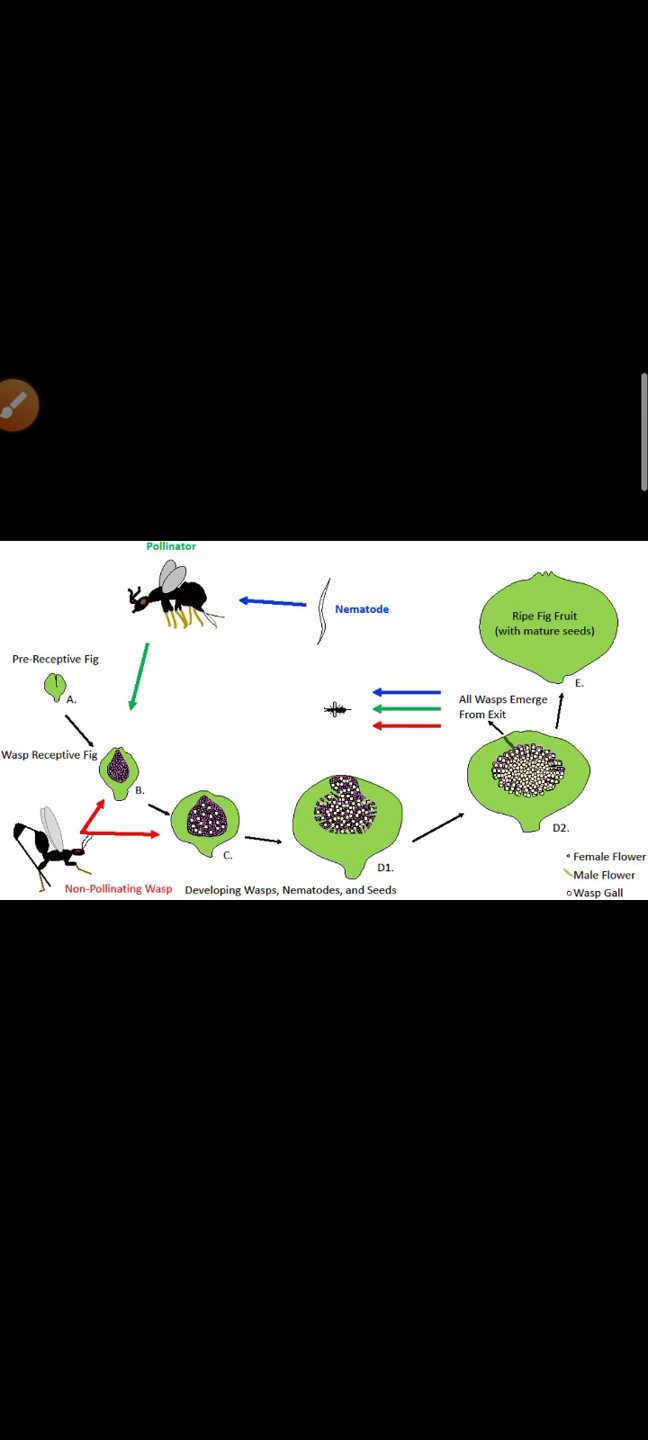 Pollinator
Nematode
Ripe Fig Fruit
(with mature seeds)
Pre-Receptive Fig
A.
E.
All Wasps Emerge
From Exit
Wasp Receptive Fig
B.
C.
D1.
D2.
Non-Pollinating Wasp
Developing Wasps, Nematodes, and Seeds
Female Flower
Male Flower
Wasp Gall